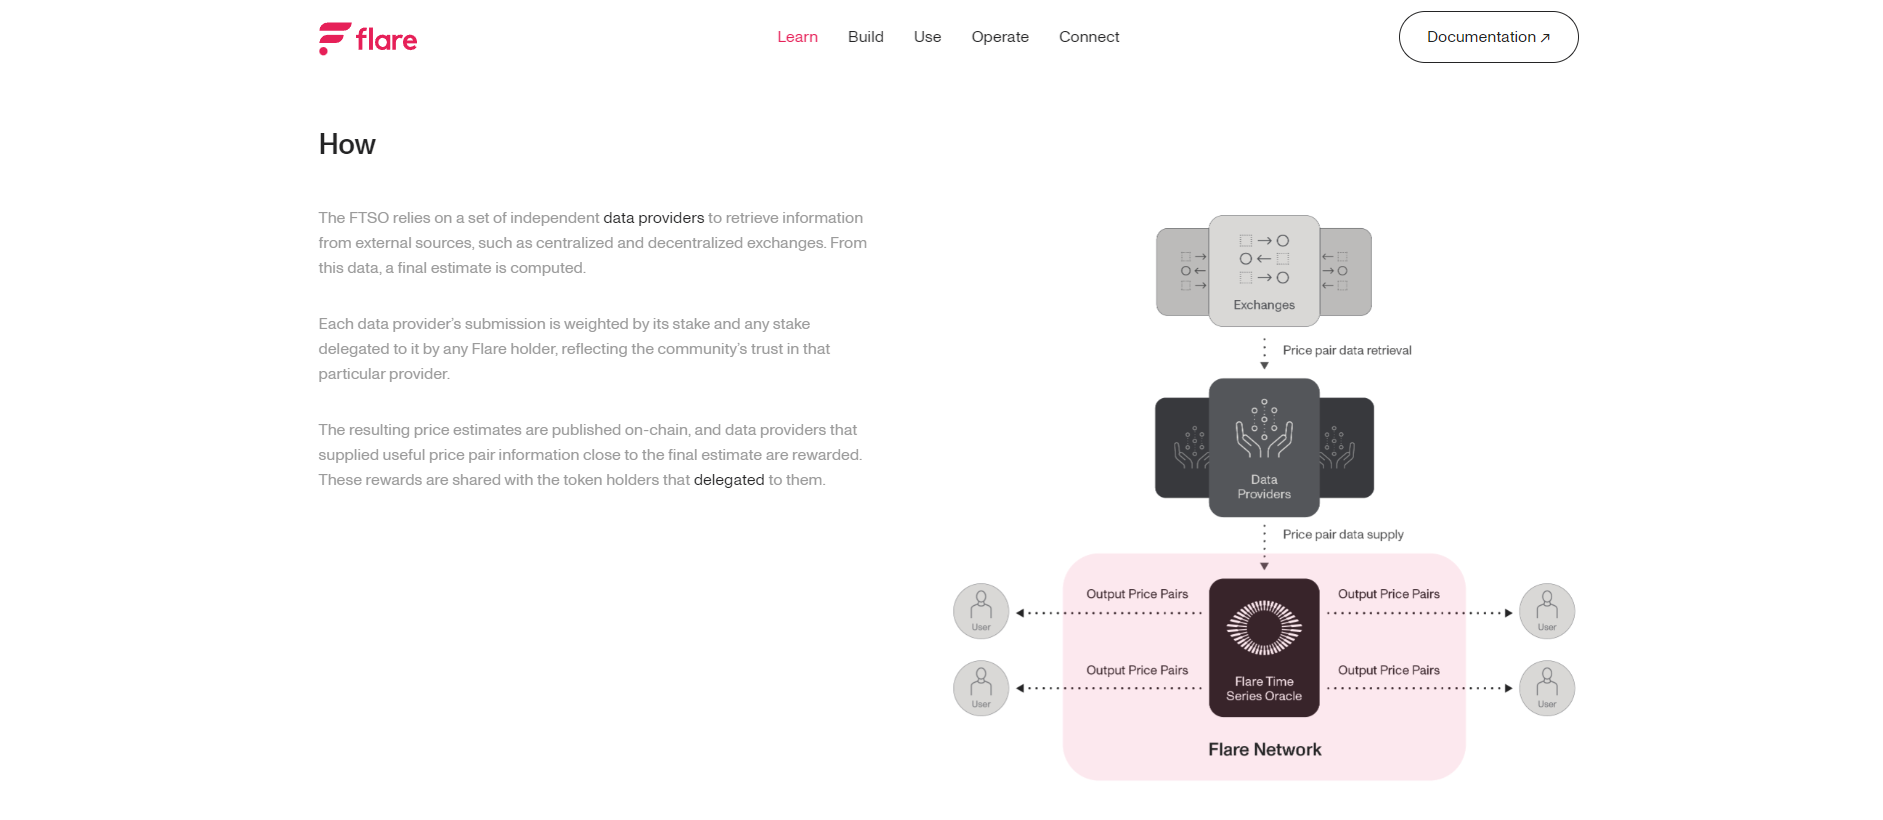 flare
Learn Build Use Operate Connect
Documentation ↗
How
The FTSO relies on a set of independent data providers to retrieve information
from external sources, such as centralized and decentralized exchanges. From
this data, a final estimate is computed.
Each data provider’s submission is weighted by its stake and any stake
delegated to it by any Flare holder, reflecting the community’s trust in that
particular provider.
The resulting price estimates are published on-chain, and data providers that
supplied useful price pair information close to the final estimate are rewarded.
These rewards are shared with the token holders that delegated to them.
Exchanges
Price pair data retrieval
Data
Providers
Price pair data supply
Output Price Pairs
Output Price Pairs
User
User
Output Price Pairs
Output Price Pairs
Flare Time
Series Oracle
User
User
Flare Network